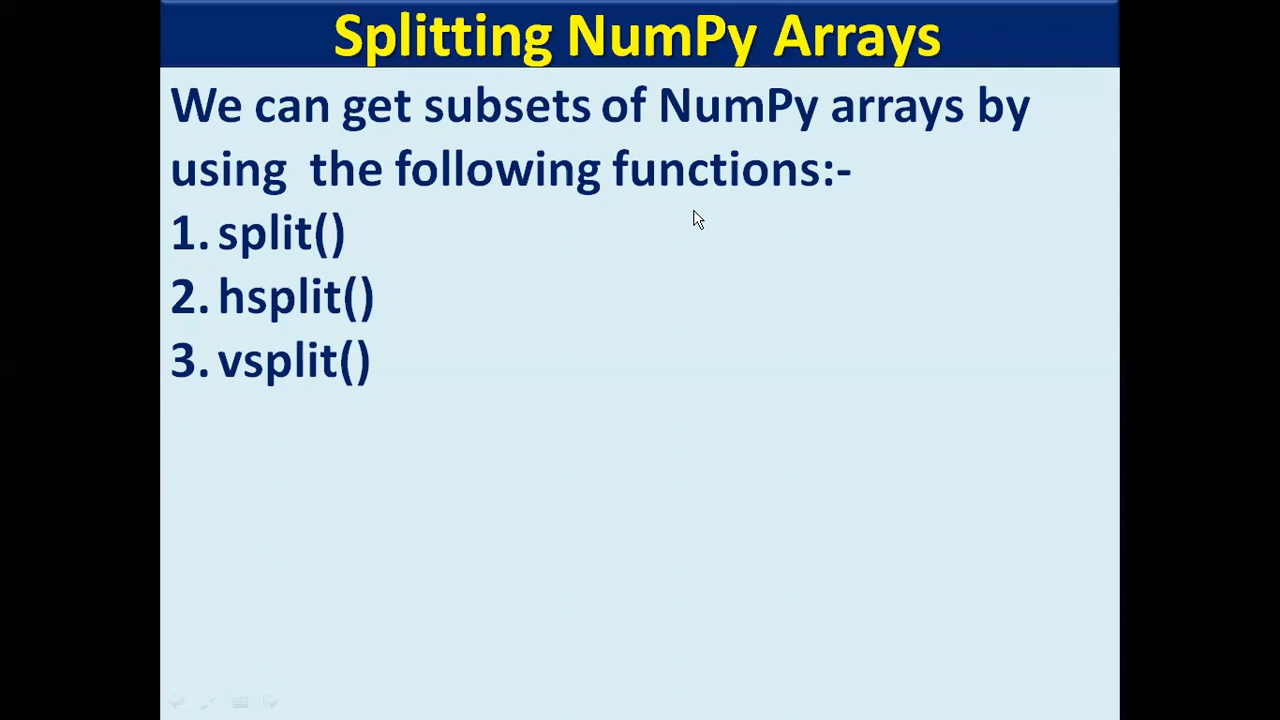 Splitting NumPy Arrays
We can get subsets of NumPy arrays by
using the following functions:-
1. split()
2. hsplit()
3. vsplit()